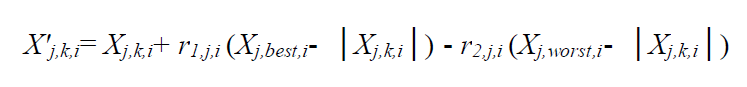 X'j,k,i= Xj,k,i+ r1,j,i (Xj,best,i- │Xj,k,i│) - r2,j,i (Xj,worst,i- │Xj,k,i│)